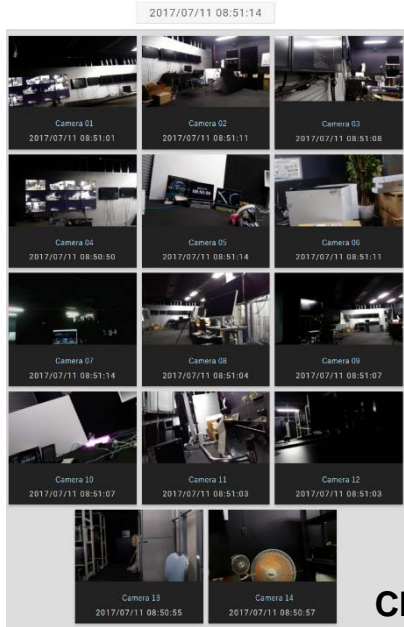 2017/07/11 08:51:14
Camera 01
2017/07/11 08:51:01
Camera 02
2017/07/11 08:51:11
Camera 03
2017/07/11 08:51:08
Camera 04
2017/07/11 08:50:50
Camera 05
2017/07/11 08:51:14
Camera 06
2017/07/11 08:51:11
Camera 07
2017/07/11 08:51:14
Camera 08
2017/07/11 08:51:04
Camera 09
2017/07/11 08:51:07
Camera 10
2017/07/11 08:51:07
Camera 11
2017/07/11 08:51:03
Camera 12
2017/07/11 08:51:03
Camera 13
2017/07/11 08:50:55
Camera 14
2017/07/11 08:50:57